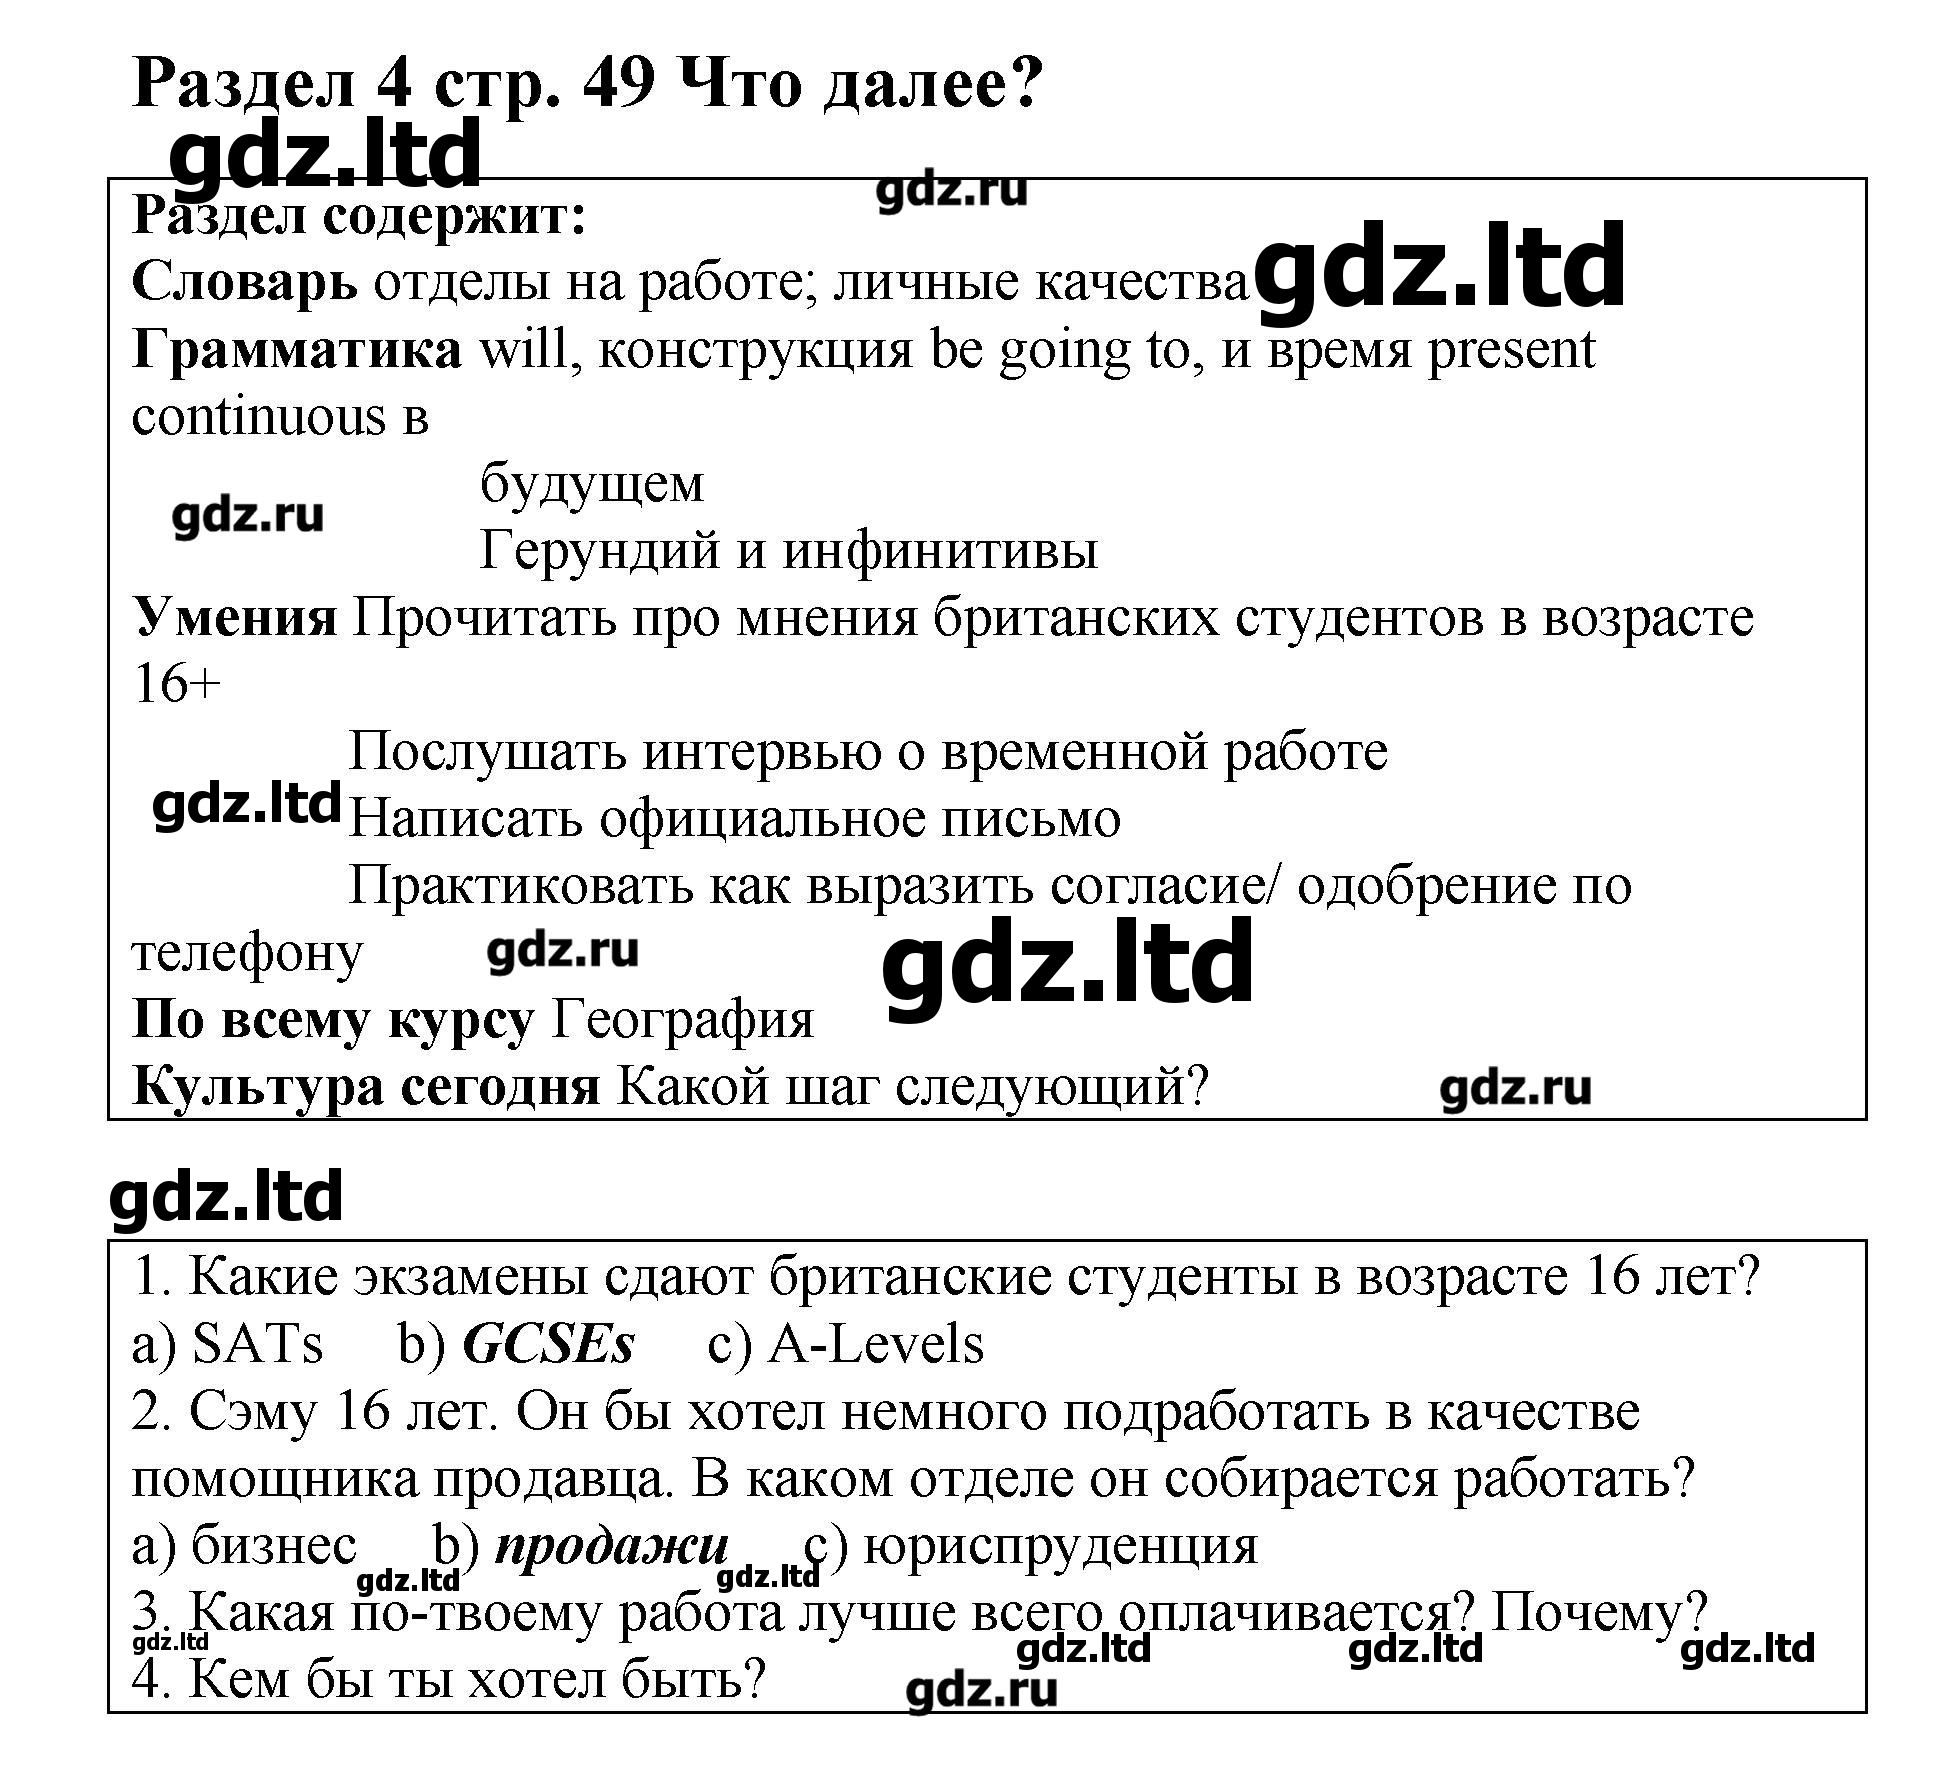 Раздел 4 стр. 49 Что далее?
gdz.ltd
gdz.ru
Раздел содержит:
Словарь отделы на работе; личные качества
gdz.ltd
Грамматика will, конструкция be going to, и время present
continuous в
будущем
gdz.ru
Герундий и инфинитивы
Умения Прочитать про мнения британских студентов в возрасте
16+
Послушать интервью о временной работе
gdz.ltd
Написать официальное письмо
Практиковать как выразить согласие/ одобрение по
телефону
gdz.ru
gdz.ltd
По всему курсу География
Культура сегодня Какой шаг следующий?
gdz.ru
gdz.ltd
1. Какие экзамены сдают британские студенты в возрасте 16 лет?
a) SATs b) GCSEs c) A-Levels
2. Сэму 16 лет. Он бы хотел немного подработать в качестве
помощника продавца. В каком отделе он собирается работать?
a) бизнес b) продажи c) юриспруденция
gdz.ltd
gdz.ltd
3. Какая по-твоему работа лучше всего оплачивается? Почему?
gdz.ltd
gdz.ltd
gdz.ltd
gdz.ltd
4. Кем бы ты хотел быть?
gdz.ru